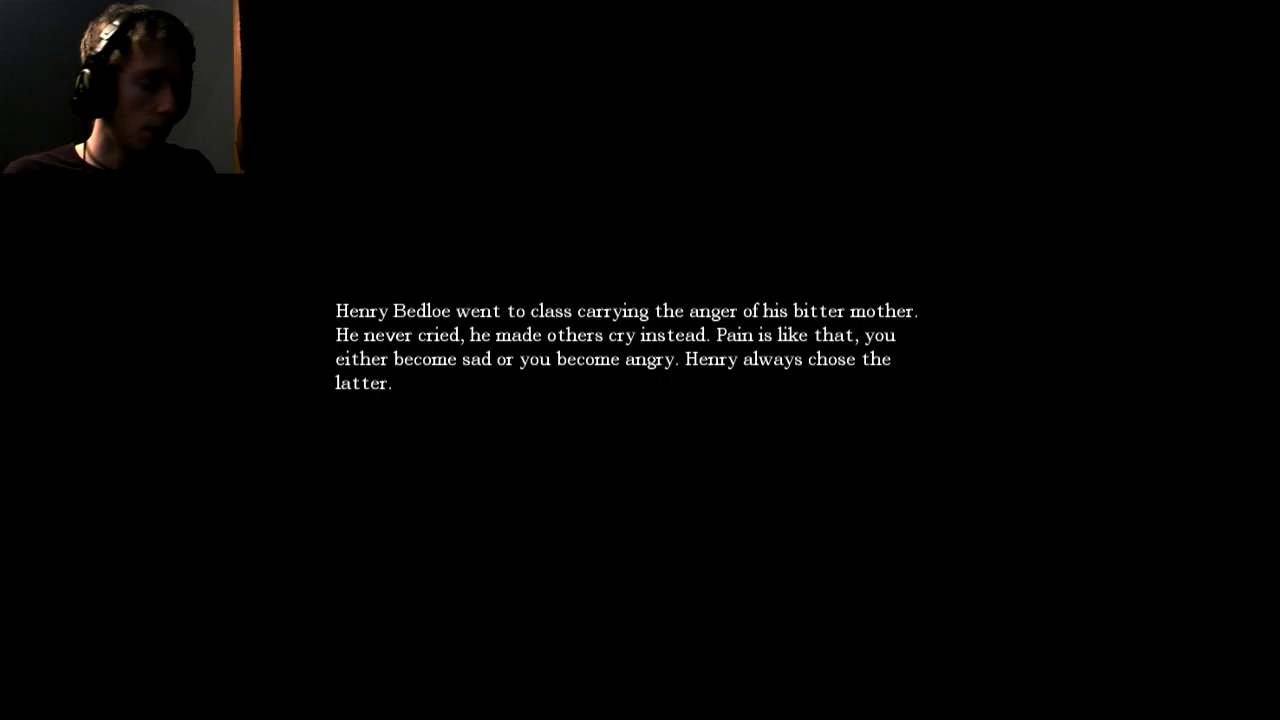 Henry Bedloe went to class carrying the anger of his bitter mother.
He never cried, he made others cry instead. Pain is like that, you
either become sad or you become angry. Henry always chose the
latter.